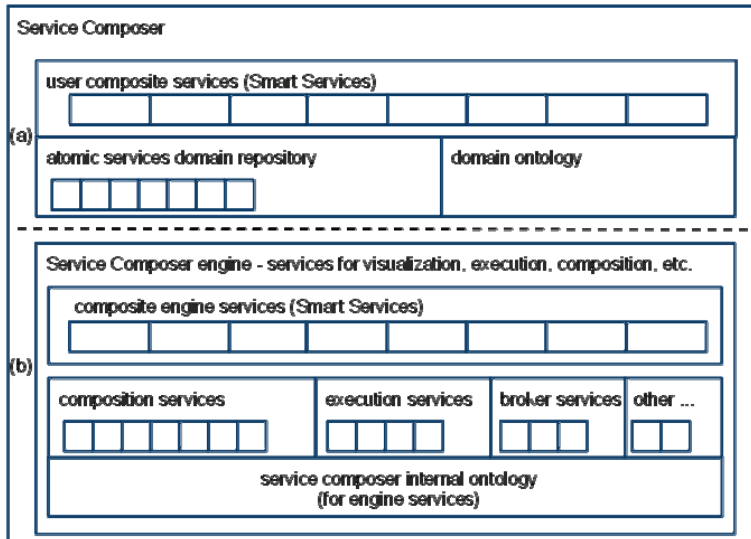 Service Composer
user composite services (Smart Services)
(a)
atomic services domain repository
domain ontology
Service Composer engine - services for visualization, execution, composition, etc.
composite engine services (Smart Services)
(b)
composition services
execution services
broker services
other ...
service composer internal ontology
(for engine services)